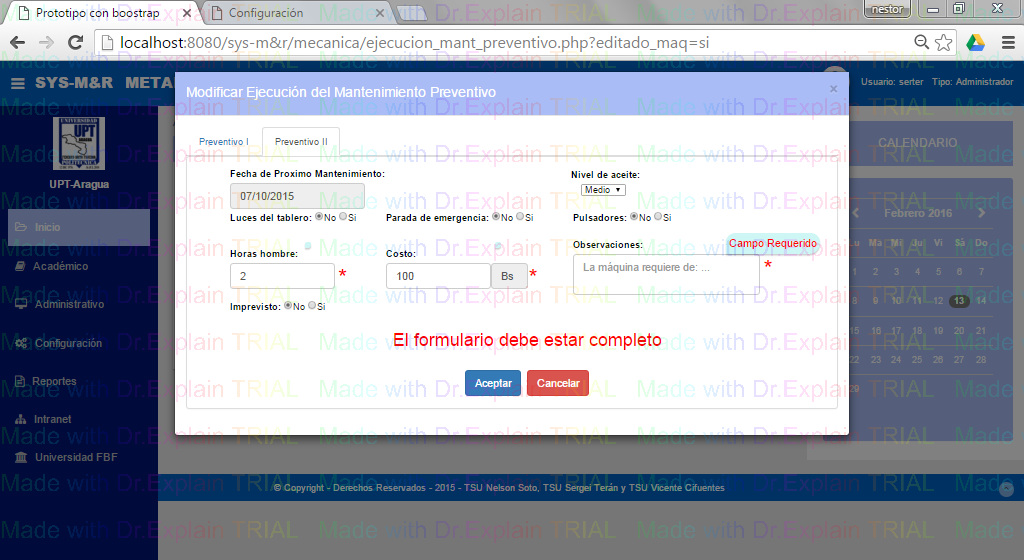 Prototipo con boostrap
Configuración
nestor
localhost:8080/sys-m&r/mecanica/ejecucion_mant_preventivo.php?editado_maq=si
SYS-M&R META
Usuario: serter Tipo: Administrador
Modificar Ejecución del Mantenimiento Preventivo
×
UNIVERSIDAD
UPT
UPT-Aragua
Inicio
Académico
Administrativo
Configuración
Reportes
Intranet
Universidad FBF
Preventivo I
Preventivo II
Fecha de Proximo Mantenimiento:
07/10/2015
Nivel de aceite:
Medio
Luces del tablero: No Si
Parada de emergencia: No Si
Pulsadores: No Si
Horas hombre:
2 *
Costo:
100 Bs *
Observaciones:
Campo Requerido
La máquina requiere de: ... *
Imprevisto: No Si
El formulario debe estar completo
Aceptar
Cancelar
CALENDARIO
Febrero 2016
Lu Ma Mi Ju Vi Sá Do
1 2 3 4 5 6 7
8 9 10 11 12 13 14
15 16 17 18 19 20 21
22 23 24 25 26 27 28
29
© Copyright - Derechos Reservados - 2015 - TSU Nelson Soto, TSU Sergei Terán y TSU Vicente Cifuentes
Made with Dr.Explain TRIAL